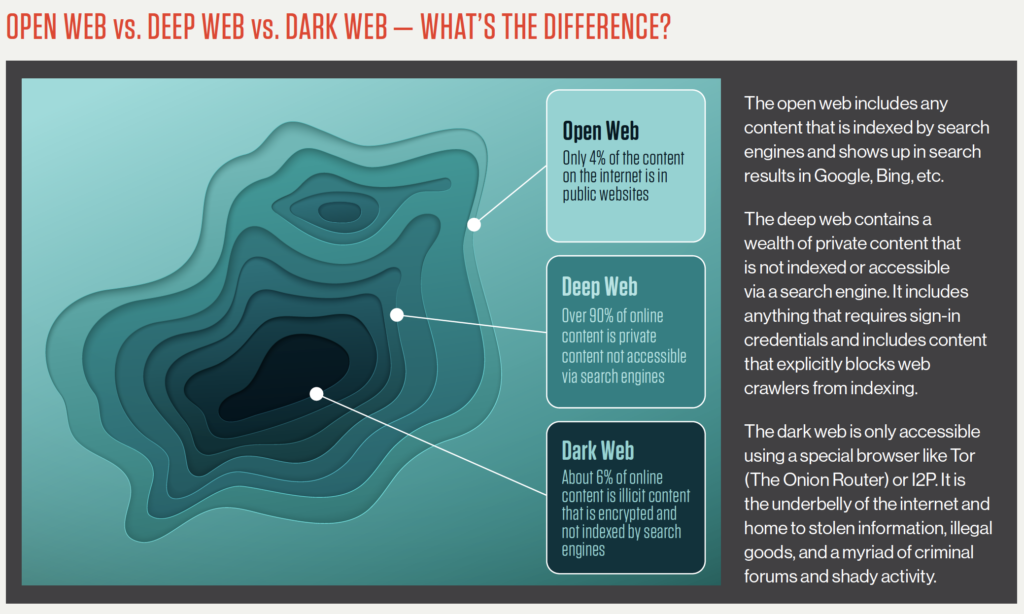 OPEN WEB vs. DEEP WEB vs. DARK WEB — WHAT'S THE DIFFERENCE?
Open Web
Only 4% of the content
on the internet is in
public websites
Deep Web
Over 90% of online
content is private
content not accessible
via search engines
Dark Web
About 6% of online
content is illicit content
that is encrypted and
not indexed by search
engines
The open web includes any
content that is indexed by search
engines and shows up in search
results in Google, Bing, etc.
The deep web contains a
wealth of private content that
is not indexed or accessible
via a search engine. It includes
anything that requires sign-in
credentials and includes content
that explicitly blocks web
crawlers from indexing.
The dark web is only accessible
using a special browser like Tor
(The Onion Router) or I2P. It is
the underbelly of the internet and
home to stolen information, illegal
goods, and a myriad of criminal
forums and shady activity.